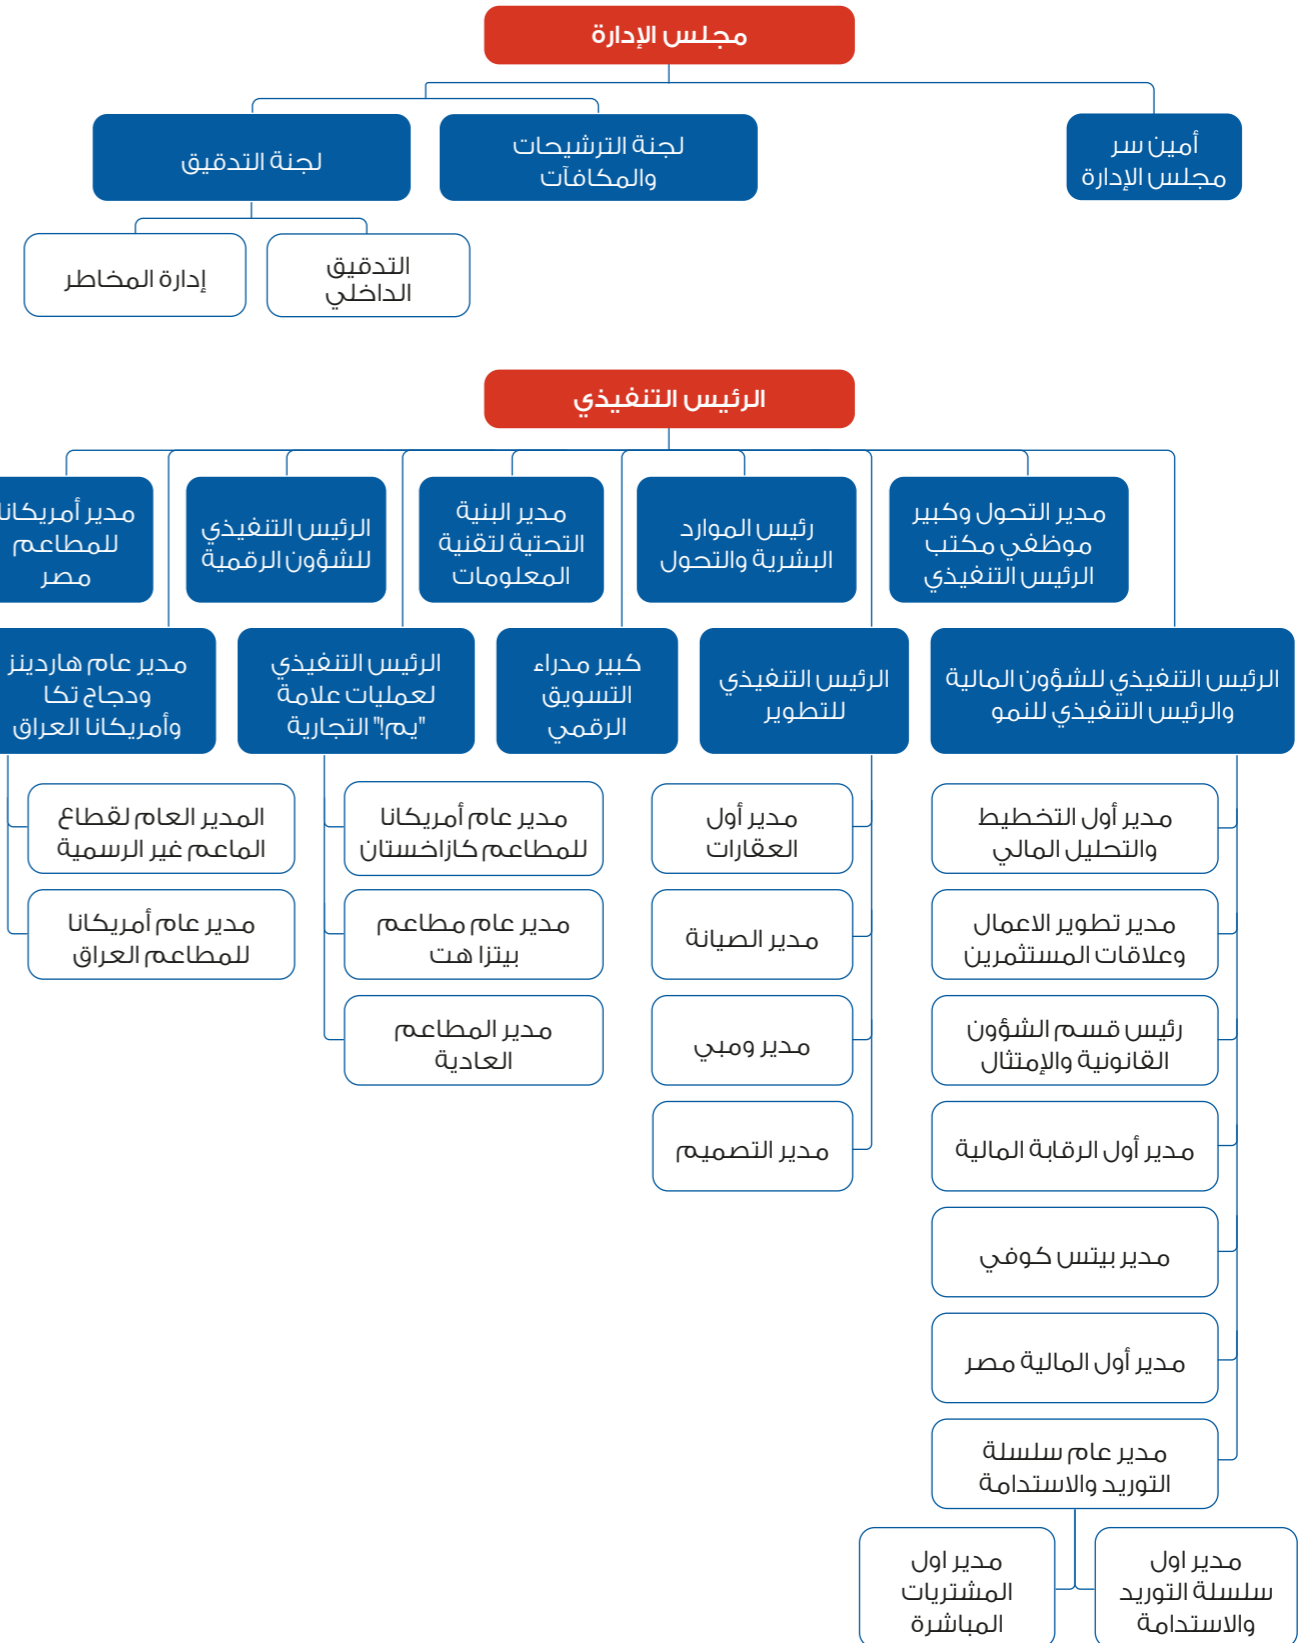 مجلس الإدارة
أمين سر
مجلس الإدارة
لجنة الترشيحات
والمكافآت
لجنة التدقيق
التدقيق
الداخلي
إدارة المخاطر
الرئيس التنفيذي
مدير التحول وكبير
موظفي مكتب
الرئيس التنفيذي
رئيس الموارد
البشرية والتحول
مدير البنية
التحتية لتقنية
المعلومات
الرئيس التنفيذي
للشؤون الرقمية
مدير أمريكانا
للمطاعم
مصر
الرئيس التنفيذي للشؤون المالية
والرئيس التنفيذي للنمو
الرئيس التنفيذي
للتطوير
كبير مدراء
التسويق
الرقمي
الرئيس التنفيذي
لعمليات علامة
"يم!" التجارية
مدير عام هاردينز
ودجاج تكا
وأمريكانا العراق
مدير أول التخطيط
والتحليل المالي
مدير تطوير الاعمال
وعلاقات المستثمرين
رئيس قسم الشؤون
القانونية والإمتثال
مدير أول الرقابة المالية
مدير بيتس كوفي
مدير أول المالية مصر
مدير عام سلسلة
التوريد والاستدامة
مدير اول
سلسلة التوريد
والاستدامة
مدير اول
المشتريات
المباشرة
مدير أول
العقارات
مدير الصيانة
مدير ومبي
مدير التصميم
مدير عام أمريكانا
للمطاعم كازاخستان
مدير عام مطاعم
بيتزا هت
مدير المطاعم
العادية
المدير العام لقطاع
الماعم غير الرسمية
مدير عام أمريكانا
للمطاعم العراق